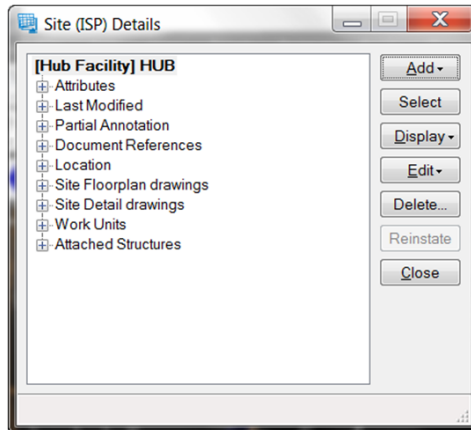 Site (ISP) Details
[Hub Facility] HUB
Attributes
Last Modified
Partial Annotation
Document References
Location
Site Floorplan drawings
Site Detail drawings
Work Units
Attached Structures
Add
Select
Display
Edit
Delete...
Reinstate
Close